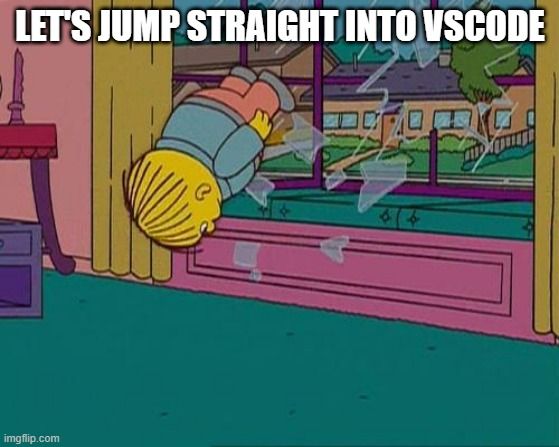 LET'S JUMP STRAIGHT INTO VSCODE
imgflip.com